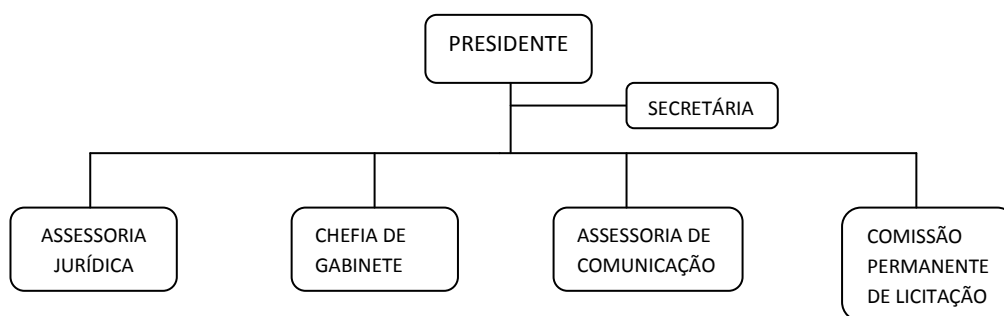 PRESIDENTE
SECRETÁRIA
ASSESSORIA
JURÍDICA
CHEFIA DE
GABINETE
ASSESSORIA DE
COMUNICAÇÃO
COMISSÃO
PERMANENTE
DE LICITAÇÃO